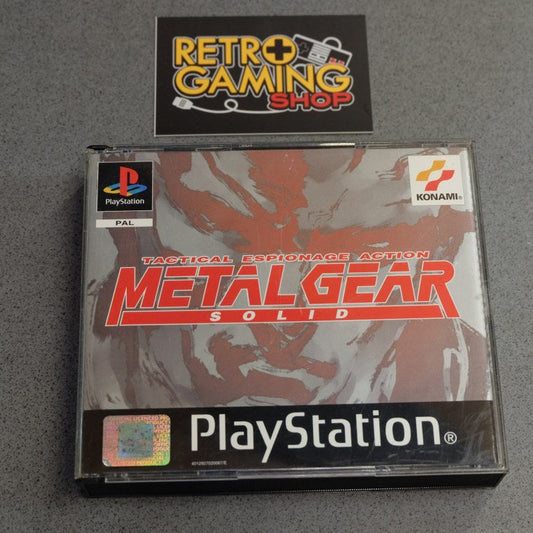 RETRO
GAMING
SHOP
PlayStation
PAL
KONAMI®
TACTICAL ESPIONAGE ACTION
METAL GEAR
SOLID
PlayStation®